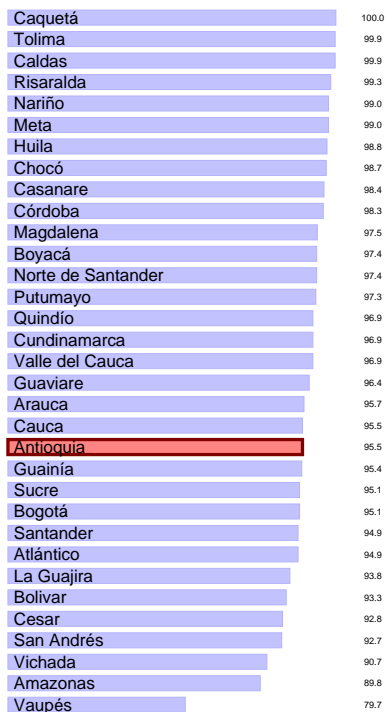 Caquetá 100.0
Tolima 99.9
Caldas 99.9
Risaralda 99.3
Nariño 99.0
Meta 99.0
Huila 98.8
Chocó 98.7
Casanare 98.4
Córdoba 98.3
Magdalena 97.5
Boyacá 97.4
Norte de Santander 97.4
Putumayo 97.3
Quindío 96.9
Cundinamarca 96.9
Valle del Cauca 96.9
Guaviare 96.4
Arauca 95.7
Cauca 95.5
Antioquia 95.5
Guainía 95.4
Sucre 95.1
Bogotá 95.1
Santander 94.9
Atlántico 94.9
La Guajira 93.8
Bolivar 93.3
Cesar 92.8
San Andrés 92.7
Vichada 90.7
Amazonas 89.8
Vaupés 79.7